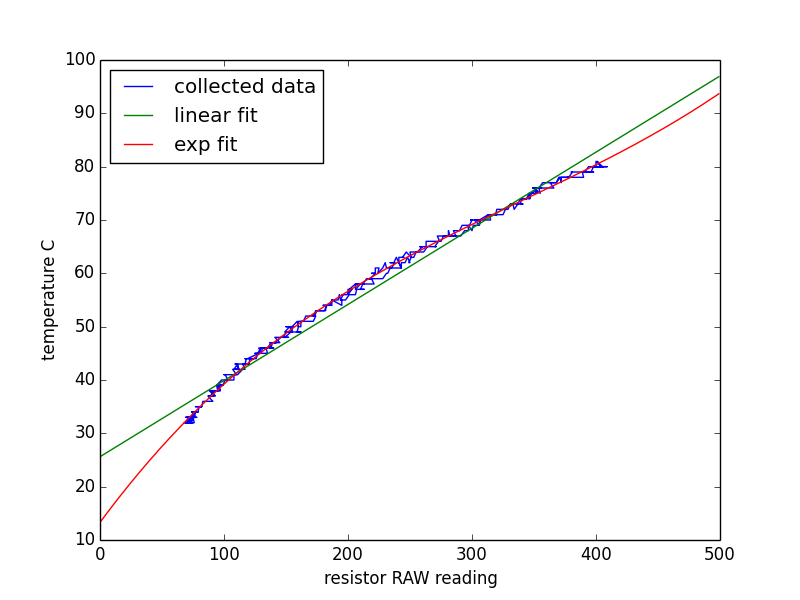 collected data
linear fit
exp fit
100
90
80
70
60
50
40
30
20
10
temperature C
0 100 200 300 400 500
resistor RAW reading